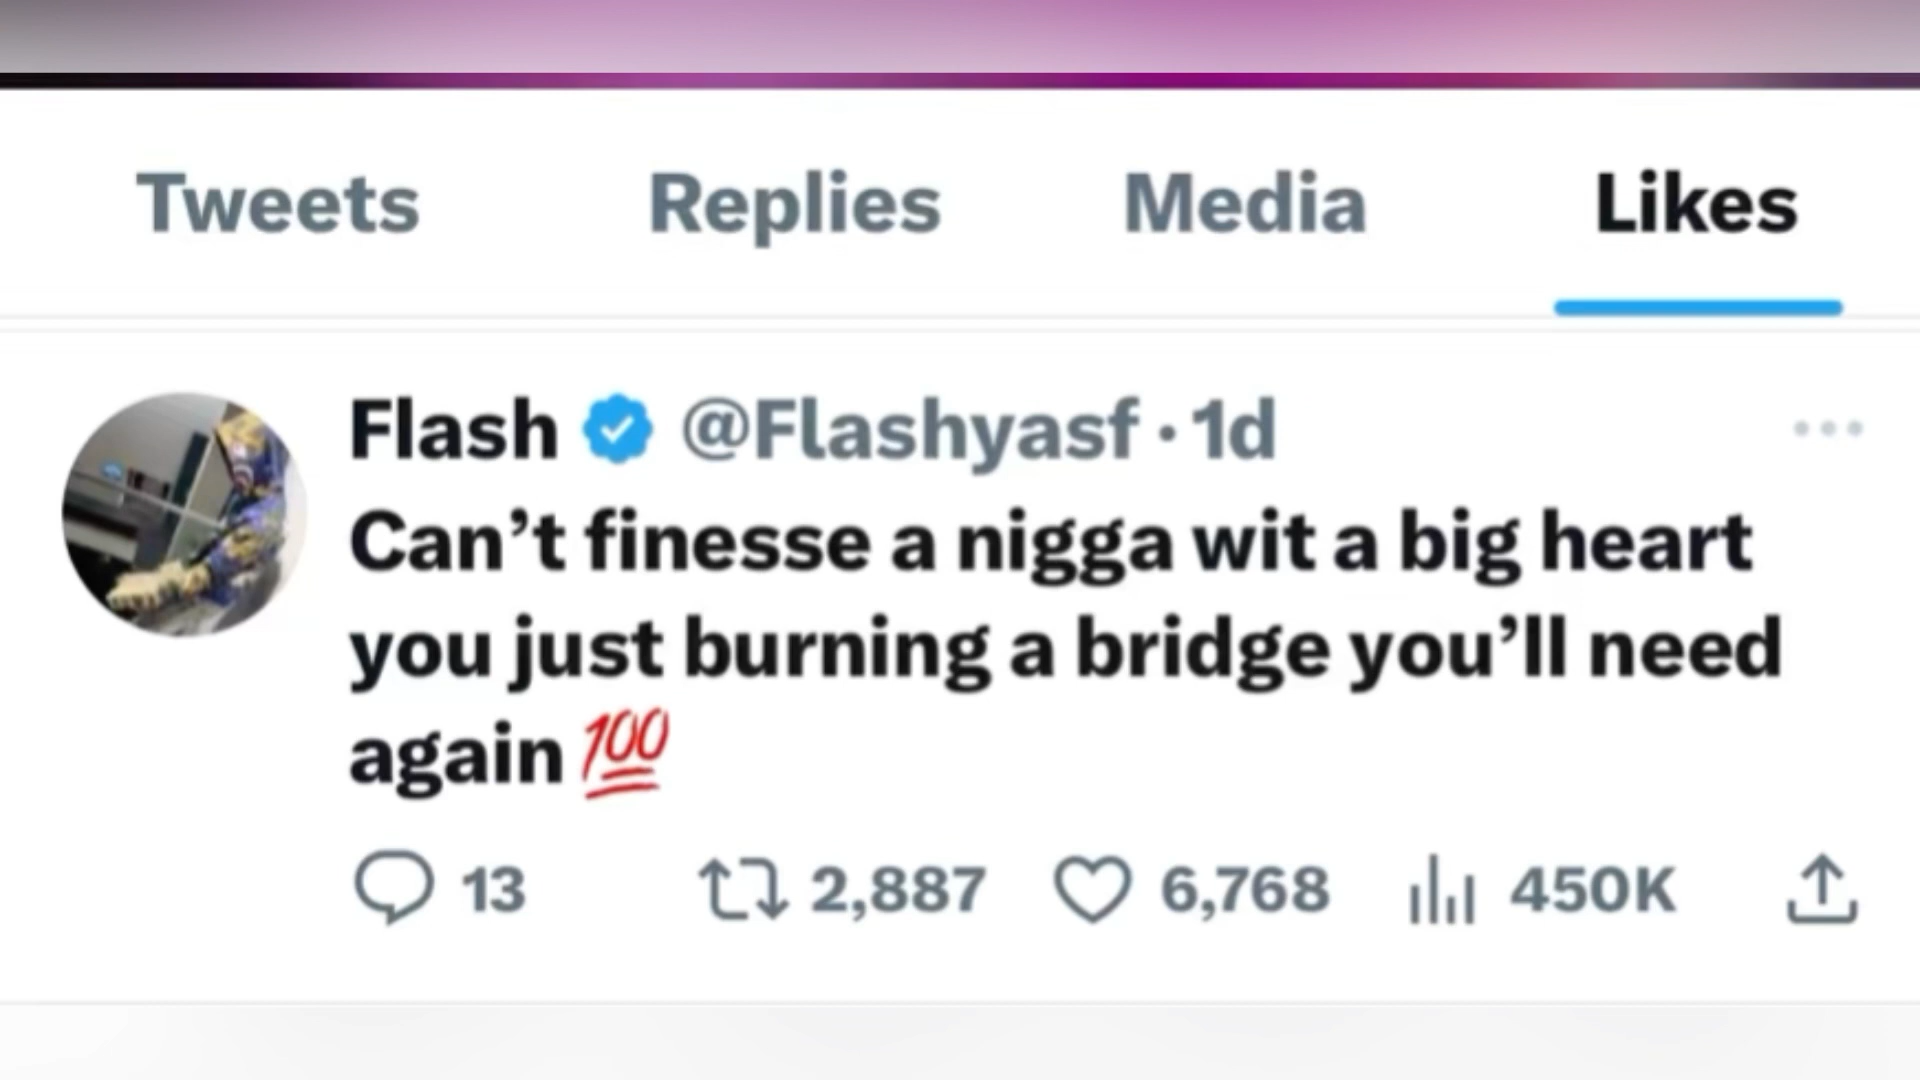 Tweets Replies Media Likes
Flash @Flashyasf · 1d
Can’t finesse a nigga wit a big heart
you just burning a bridge you’ll need
again 💯
13 2,887 6,768 450K